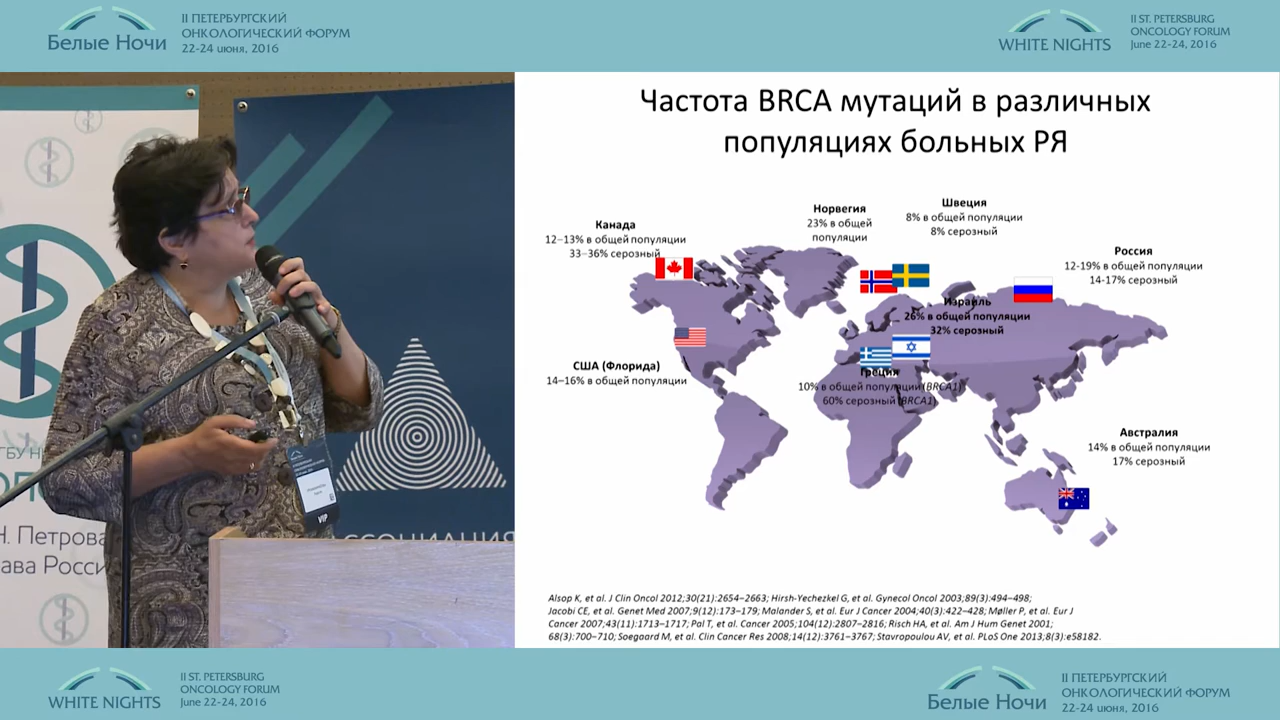 Белые Ночи
II ПЕТЕРБУРГСКИЙ
ОНКОЛОГИЧЕСКИЙ ФОРУМ
22-24 июня, 2016
WHITE NIGHTS
II ST. PETERSBURG
ONCOLOGY FORUM
June 22-24, 2016
Частота BRCA мутаций в различных
популяциях больных РЯ
Канада
12–13% в общей популяции
33–36% серозный
Норвегия
23% в общей
популяции
Швеция
8% в общей популяции
8% серозный
Россия
12-19% в общей популяции
14-17% серозный
Израиль
26% в общей популяции
32% серозный
США (Флорида)
14–16% в общей популяции
Греция
10% в общей популяции (BRCA1)
60% серозный (BRCA1)
Австралия
14% в общей популяции
17% серозный
Alsop K, et al. J Clin Oncol 2012;30(21):2654–2663; Hirsh-Yechezkel G, et al. Gynecol Oncol 2003;89(3):494–498;
Jacobi CE, et al. Genet Med 2007;9(12):173–179; Malander S, et al. Eur J Cancer 2004;40(3):422–428; Møller P, et al. Eur J
Cancer 2007;43(11):1713–1717; Pal T, et al. Cancer 2005;104(12):2807–2816; Risch HA, et al. Am J Hum Genet 2001;
68(3):700–710; Soegaard M, et al. Clin Cancer Res 2008;14(12):3761–3767; Stavropoulou AV, et al. PLoS One 2013;8(3):e58182.
Н. Петрова
ава Росси
АССОЦИАЦИЯ
VIP
WHITE NIGHTS
II ST. PETERSBURG
ONCOLOGY FORUM
June 22-24, 2016
Белые Ночи
II ПЕТЕРБУРГСКИЙ
ОНКОЛОГИЧЕСКИЙ ФОРУМ
22-24 июня, 2016